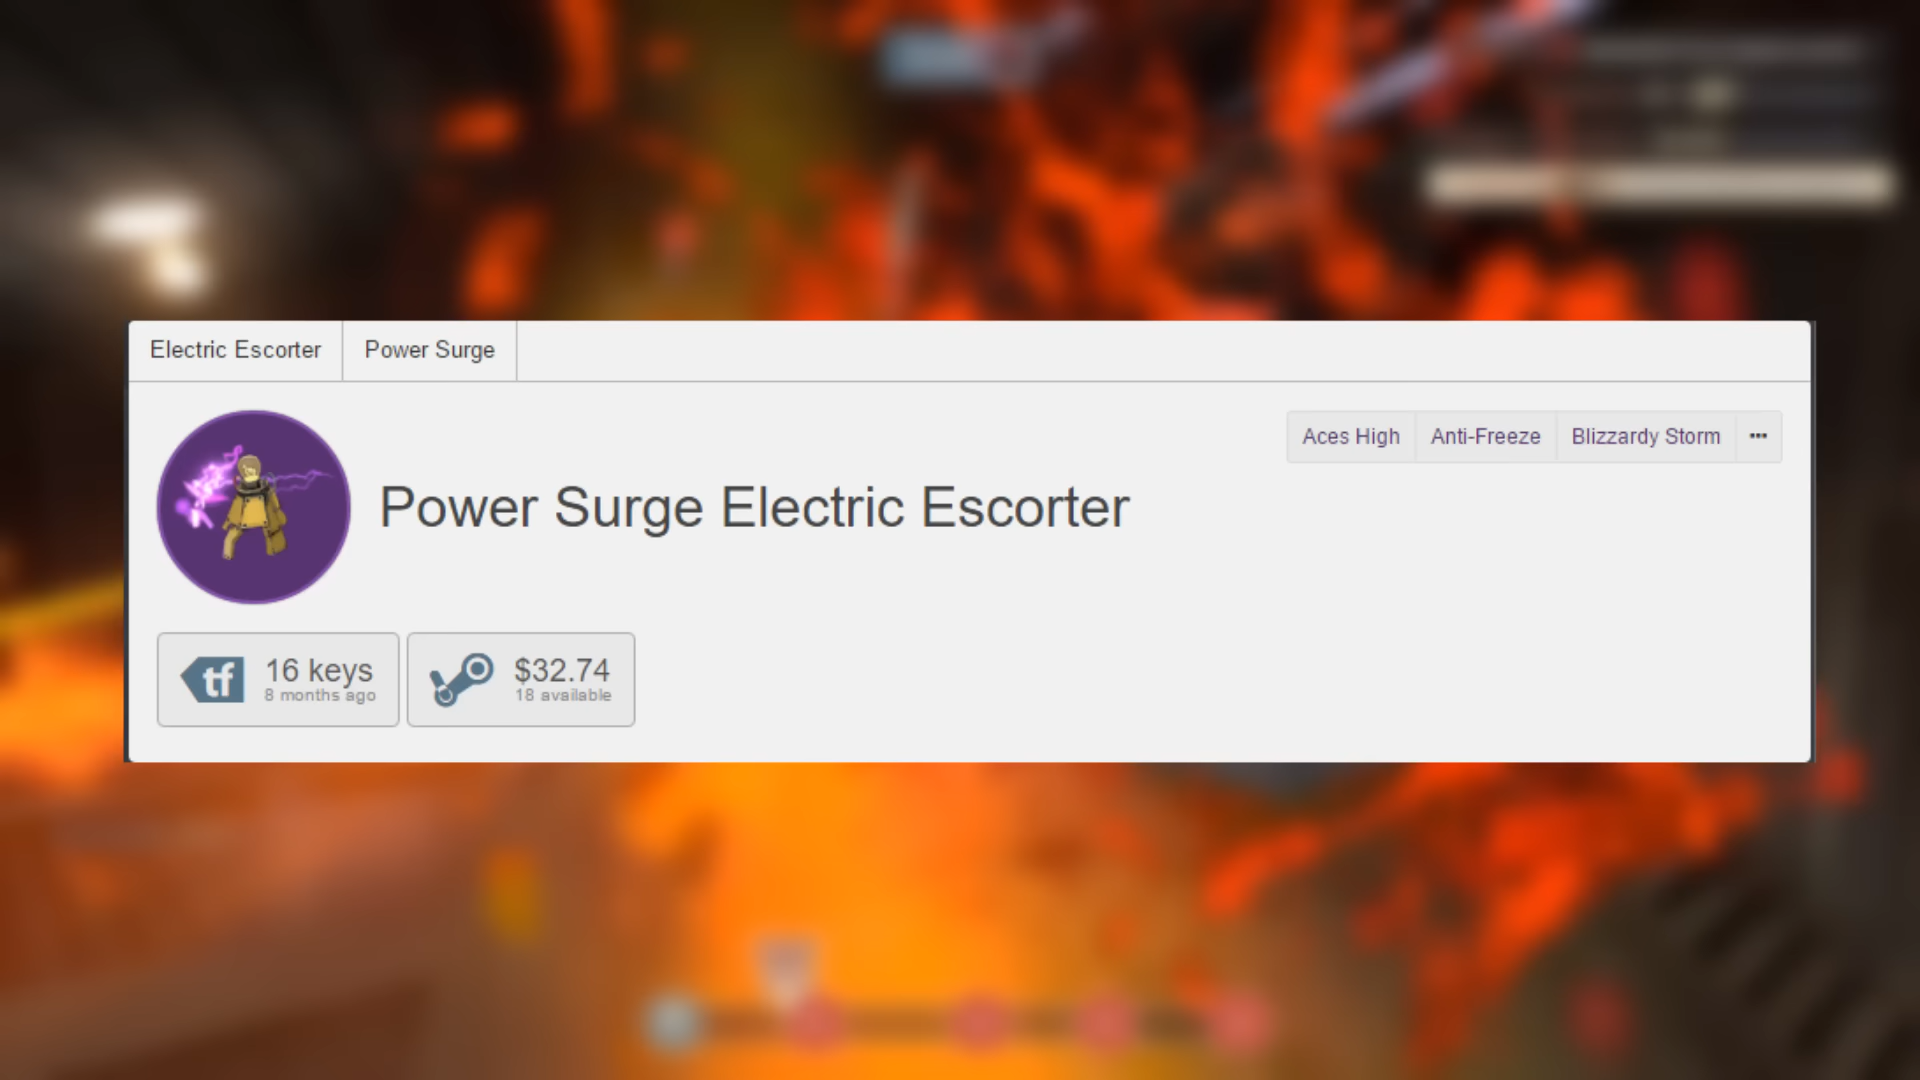 Electric Escorter
Power Surge
Aces High
Anti-Freeze
Blizzardy Storm
•••
Power Surge Electric Escorter
tf
16 keys
8 months ago
$32.74
18 available